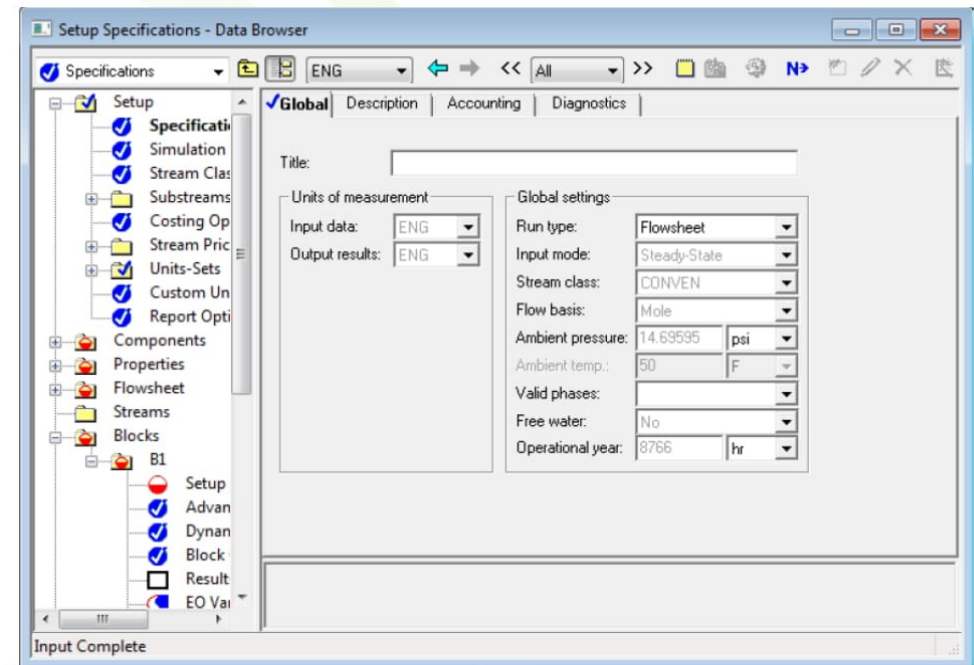 Setup Specifications - Data Browser
Specifications ENG << All >> N
Setup
Specificati
Simulation
Stream Clas
Substreams
Costing Op
Stream Pric
Units-Sets
Custom Un
Report Opti
Components
Properties
Flowsheet
Streams
Blocks
B1
Setup
Advan
Dynan
Block
Result
EO Var
Global Description Accounting Diagnostics
Title:
Units of measurement
Input data: ENG
Output results: ENG
Global settings
Run type: Flowsheet
Input mode: Steady-State
Stream class: CONVEN
Flow basis: Mole
Ambient pressure: 14.69595 psi
Ambient temp.: 50 F
Valid phases:
Free water: No
Operational year: 8766 hr
Input Complete